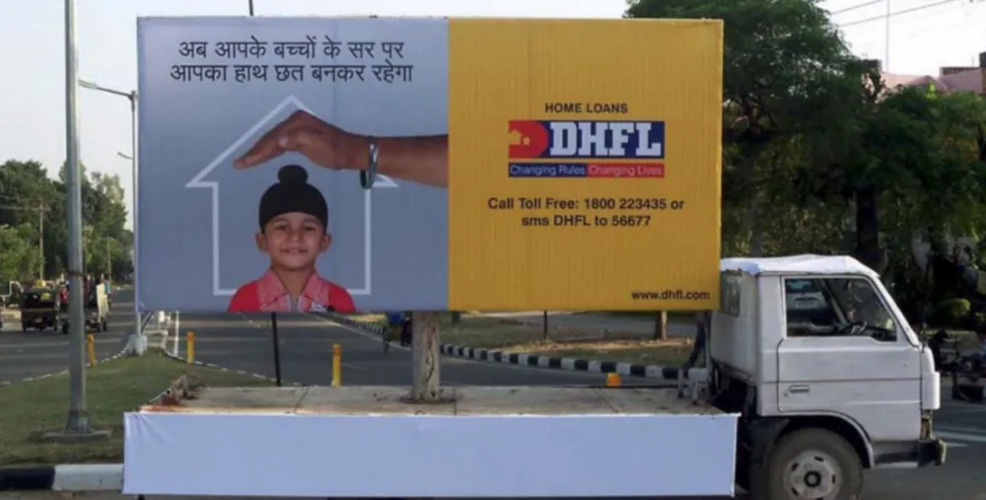 अब आपके बच्चों के सर पर
आपका हाथ छत बनकर रहेगा
HOME LOANS
DHFL
Changing Rules Changing Lives
Call Toll Free: 1800 223435 or
sms DHFL to 56677
www.dhfl.com